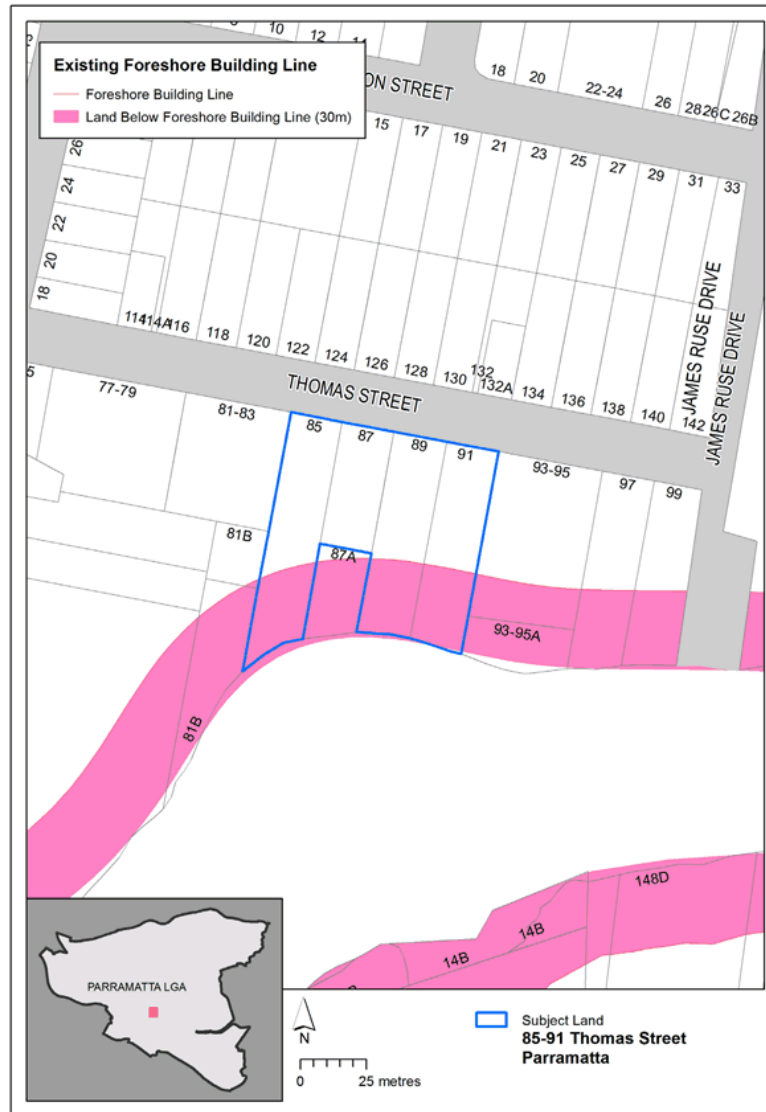 8
10
12
14
18
20
22-24
26
28
26C
26B
Existing Foreshore Building Line
Foreshore Building Line
Land Below Foreshore Building Line (30m)
ON STREET
15
17
19
21
23
25
27
29
31
33
26
24
22
20
18
JAMES RUSE DRIVE
JAMES RUSE DRIVE
114
114A
116
118
120
122
124
126
128
130
132
132A
134
136
138
140
142
THOMAS STREET
5
77-79
81-83
85
87
89
91
93-95
97
99
81B
87A
93-95A
81B
148D
14B
14B
PARRAMATTA LGA
N
0
25 metres
Subject Land
85-91 Thomas Street
Parramatta